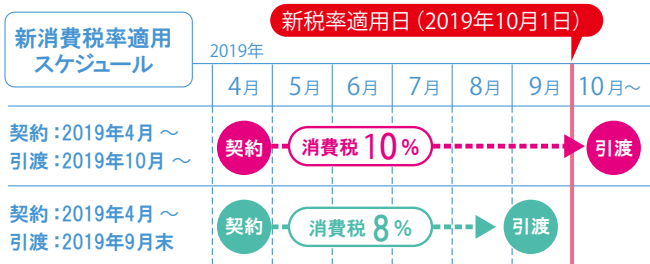 新税率適用日（2019年10月1日）
新消費税率適用
スケジュール
2019年
4月 5月 6月 7月 8月 9月 10月～
契約：2019年4月 ～
引渡：2019年10月 ～
契約 消費税 10％ 引渡
契約：2019年4月 ～
引渡：2019年9月末
契約 消費税 8％ 引渡